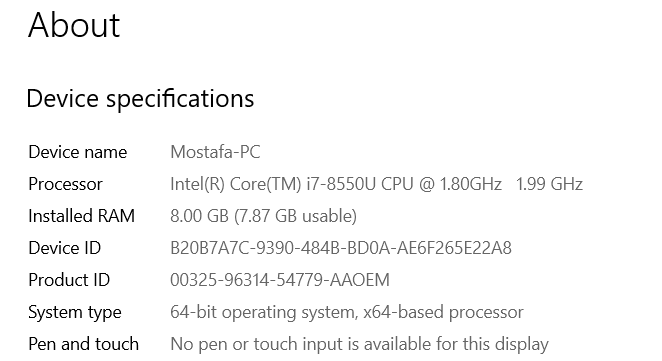 About
Device specifications
Device name Mostafa-PC
Processor Intel(R) Core(TM) i7-8550U CPU @ 1.80GHz 1.99 GHz
Installed RAM 8.00 GB (7.87 GB usable)
Device ID B20B7A7C-9390-484B-BD0A-AE6F265E22A8
Product ID 00325-96314-54779-AAOEM
System type 64-bit operating system, x64-based processor
Pen and touch No pen or touch input is available for this display